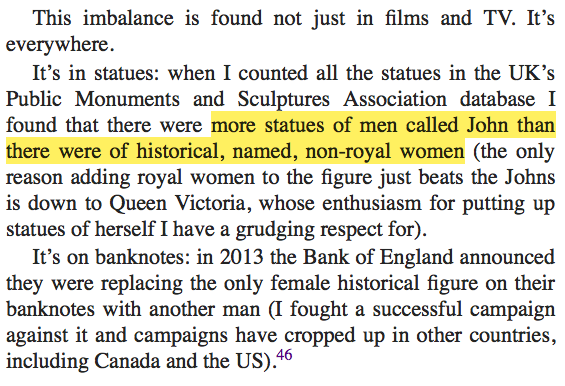 This imbalance is found not just in films and TV. It’s
everywhere.
It’s in statues: when I counted all the statues in the UK’s
Public Monuments and Sculptures Association database I
found that there were more statues of men called John than
there were of historical, named, non-royal women (the only
reason adding royal women to the figure just beats the Johns
is down to Queen Victoria, whose enthusiasm for putting up
statues of herself I have a grudging respect for).
It’s on banknotes: in 2013 the Bank of England announced
they were replacing the only female historical figure on their
banknotes with another man (I fought a successful campaign
against it and campaigns have cropped up in other countries,
including Canada and the US).46